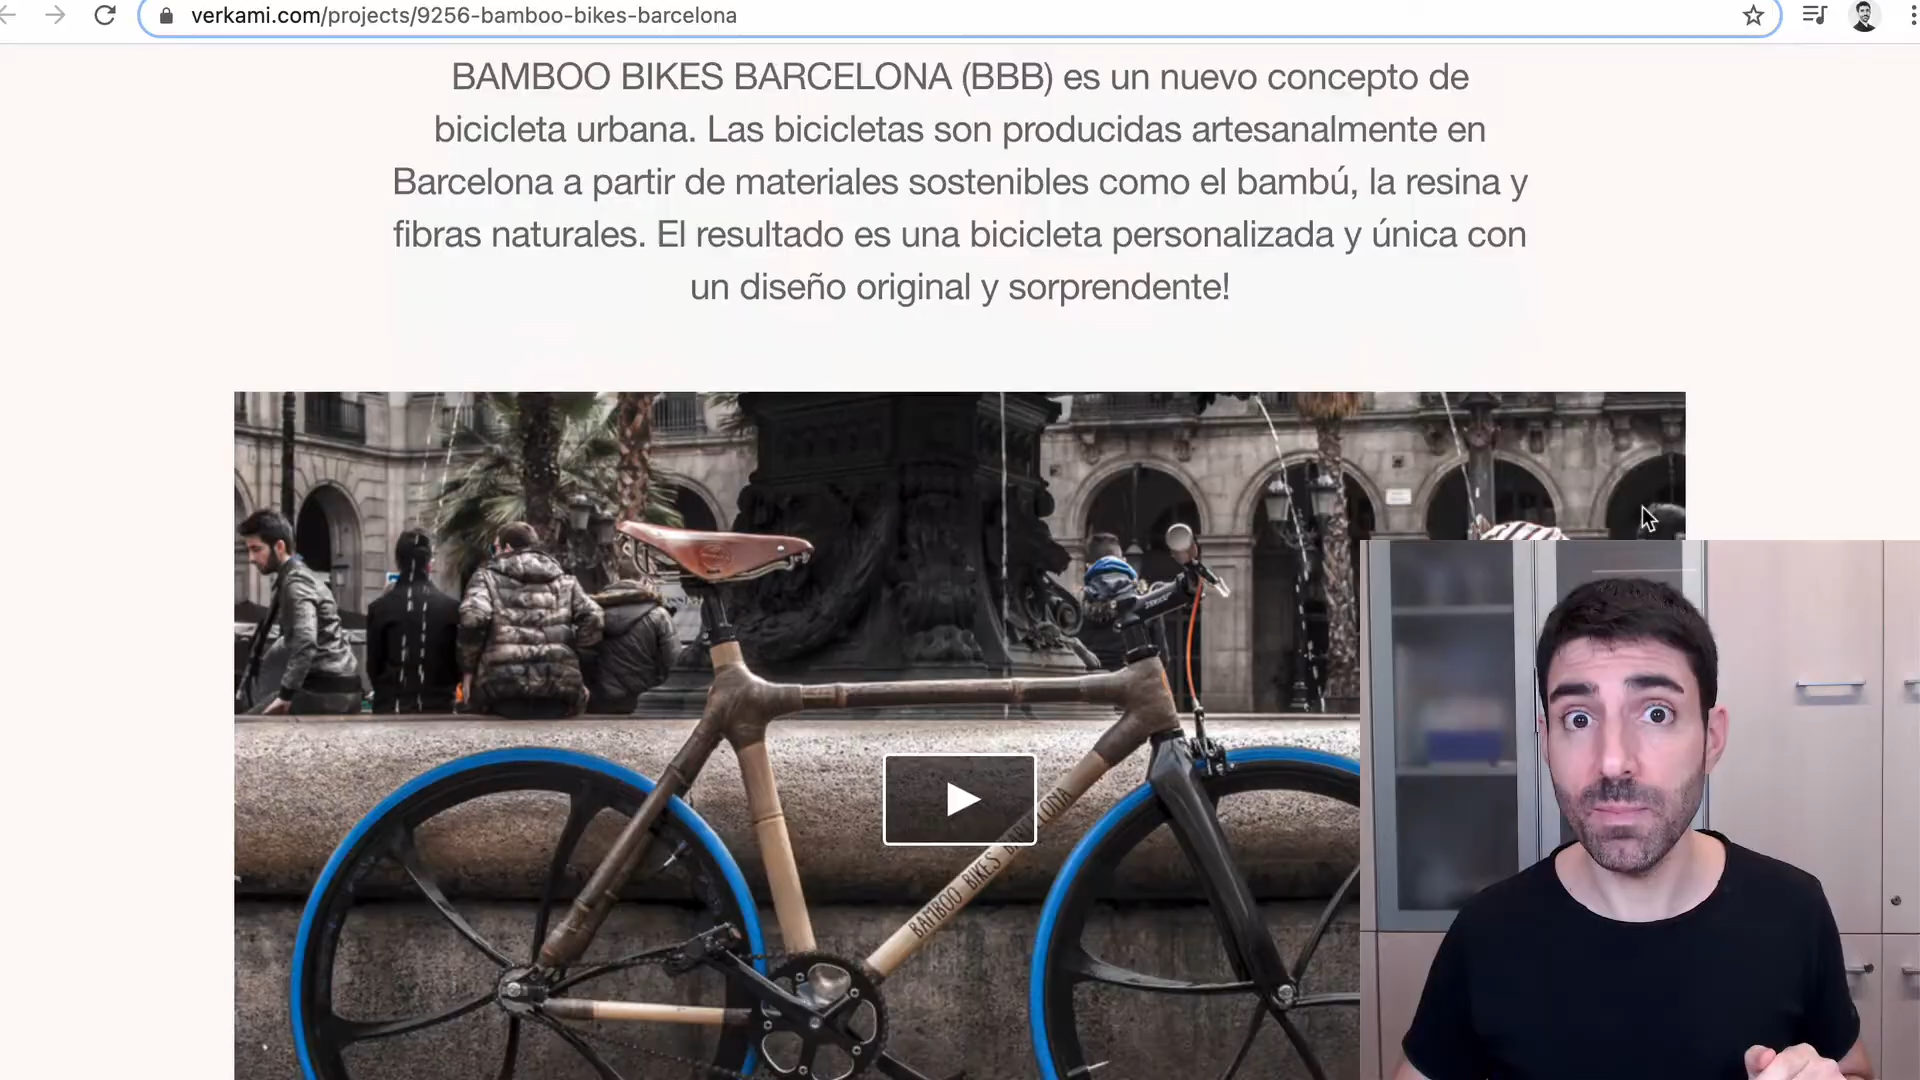 verkami.com/projects/9256-bamboo-bikes-barcelona
BAMBOO BIKES BARCELONA (BBB) es un nuevo concepto de
bicicleta urbana. Las bicicletas son producidas artesanalmente en
Barcelona a partir de materiales sostenibles como el bambú, la resina y
fibras naturales. El resultado es una bicicleta personalizada y única con
un diseño original y sorprendente!
BAMBOO BIKES